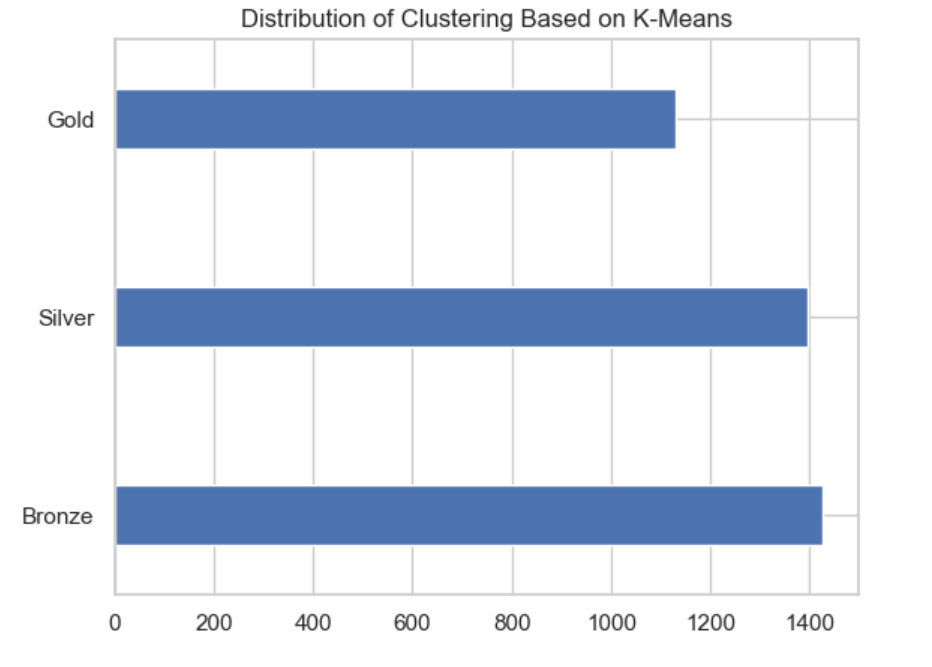 Distribution of Clustering Based on K-Means
Gold
Silver
Bronze
0 200 400 600 800 1000 1200 1400